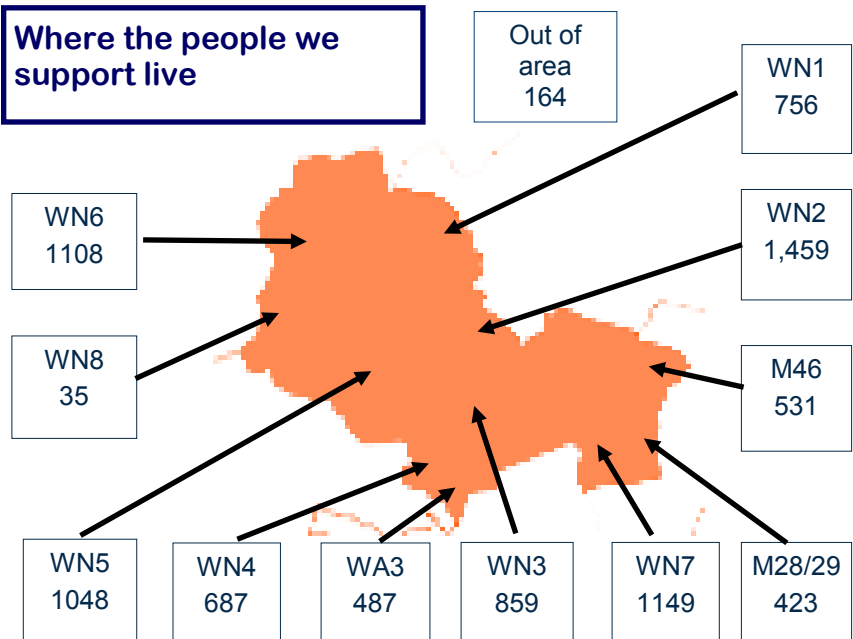 Where the people we
support live
Out of
area
164
WN1
756
WN6
1108
WN2
1,459
WN8
35
M46
531
WN5
1048
WN4
687
WA3
487
WN3
859
WN7
1149
M28/29
423